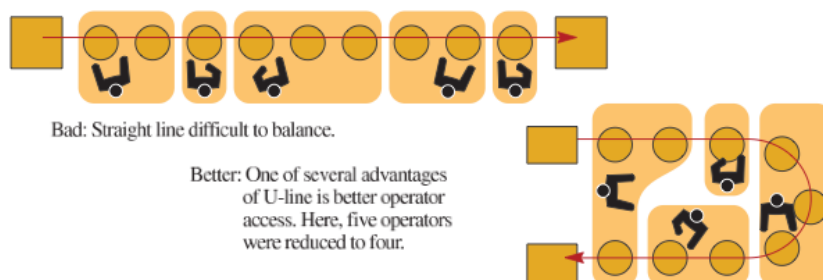 Bad: Straight line difficult to balance.
Better: One of several advantages
of U-line is better operator
access. Here, five operators
were reduced to four.